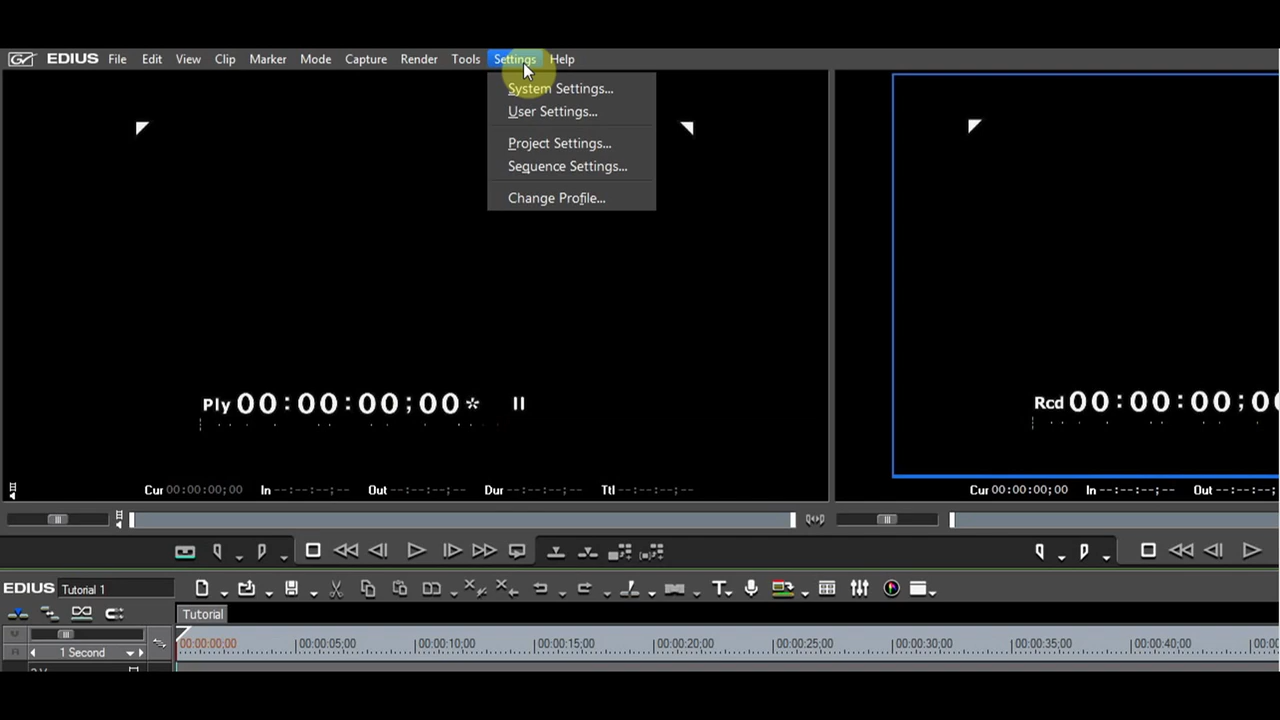 EDIUS File Edit View Clip Marker Mode Capture Render Tools Settings Help
System Settings...
User Settings...
Project Settings...
Sequence Settings...
Change Profile...
Ply 00:00:00;00* II
Rcd 00:00:00;0
Cur 00:00:00;00 In --:--:--;-- Out --:--:--;-- Dur --:--:--;-- Ttl --:--:--;--
Cur 00:00:00;00 In --:--:--;-- Out --:--:--;
EDIUS Tutorial 1
Tutorial
1 Second
00:00:00;00 00:00:05;00 00:00:10;00 00:00:15;00 00:00:20;00 00:00:25;00 00:00:30;00 00:00:35;00 00:00:40;00 00:00